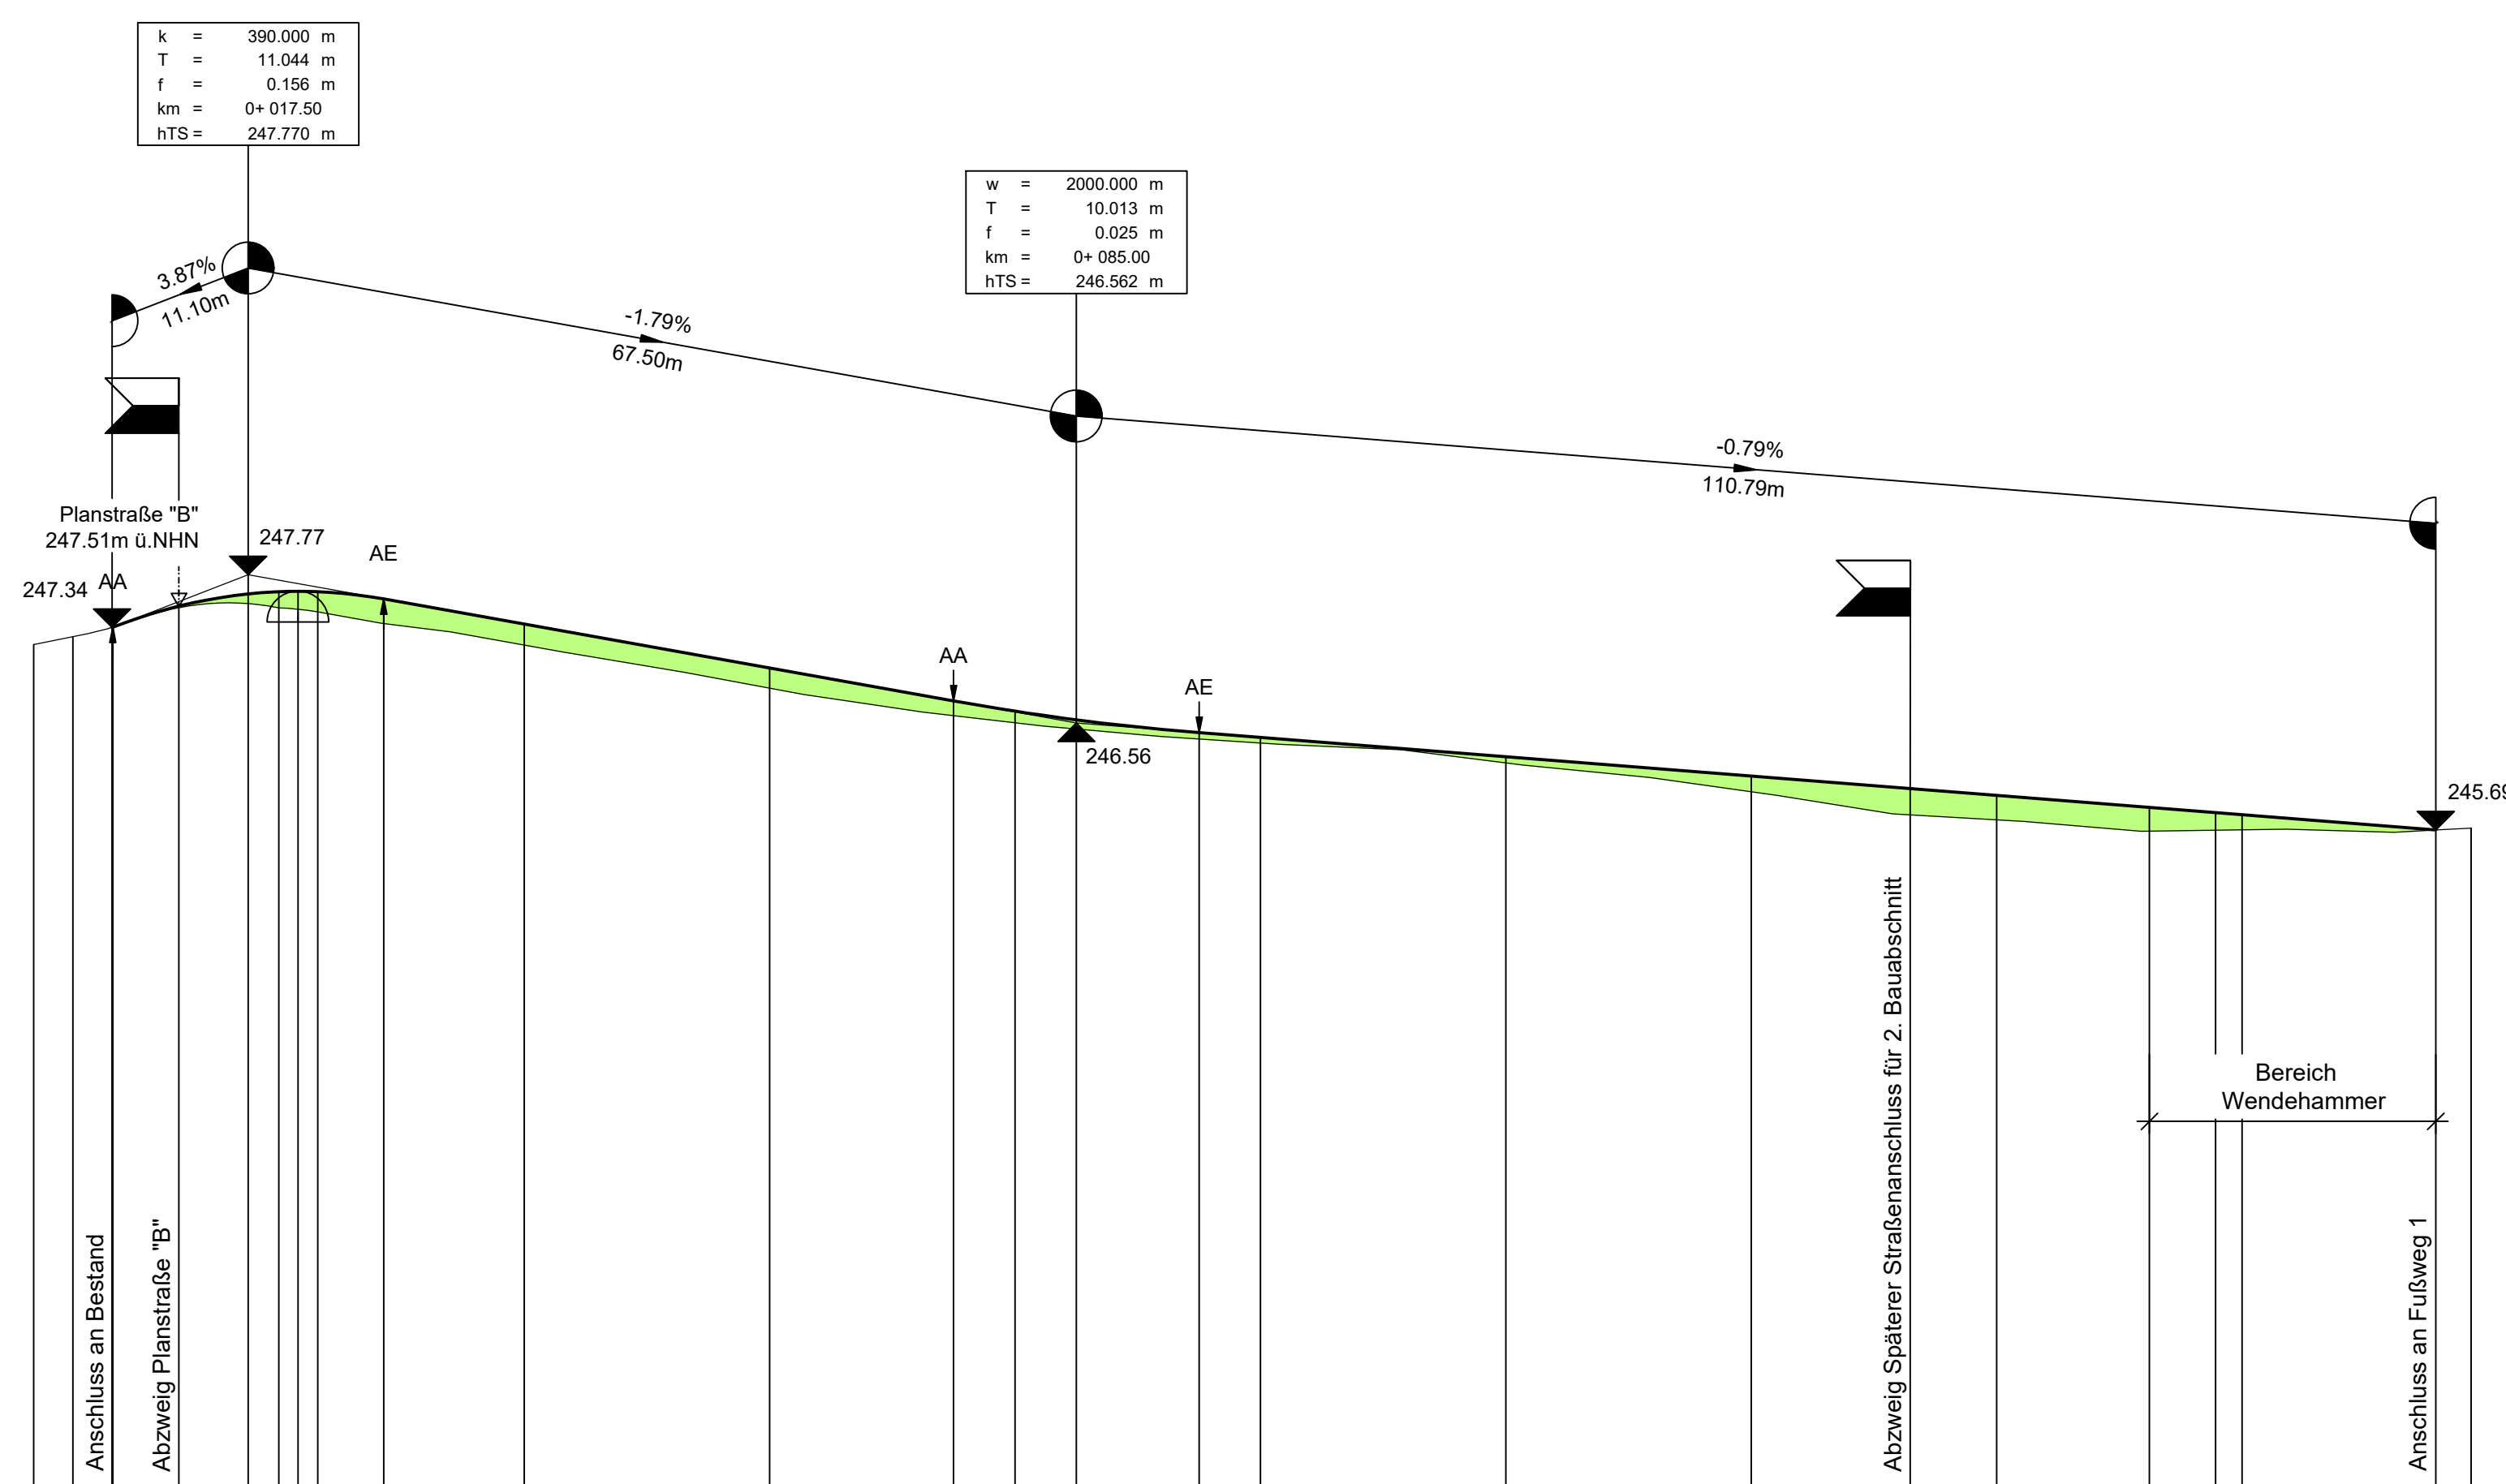 k = 390.000 m
T = 11.044 m
f = 0.156 m
km = 0+ 017.50
hTS = 247.770 m
w = 2000.000 m
T = 10.013 m
f = 0.025 m
km = 0+ 085.00
hTS = 246.562 m
3.87%
11.10m
-1.79%
67.50m
-0.79%
110.79m
Planstraße "B"
247.51m ü.NHN
247.34
AA
247.77
AE
AA
AE
246.56
245.69
Bereich
Wendehammer
Anschluss an Bestand
Abzweig Planstraße "B"
Abzweig Späterer Straßenanschluss für 2. Bauabschnitt
Anschluss an Fußweg 1